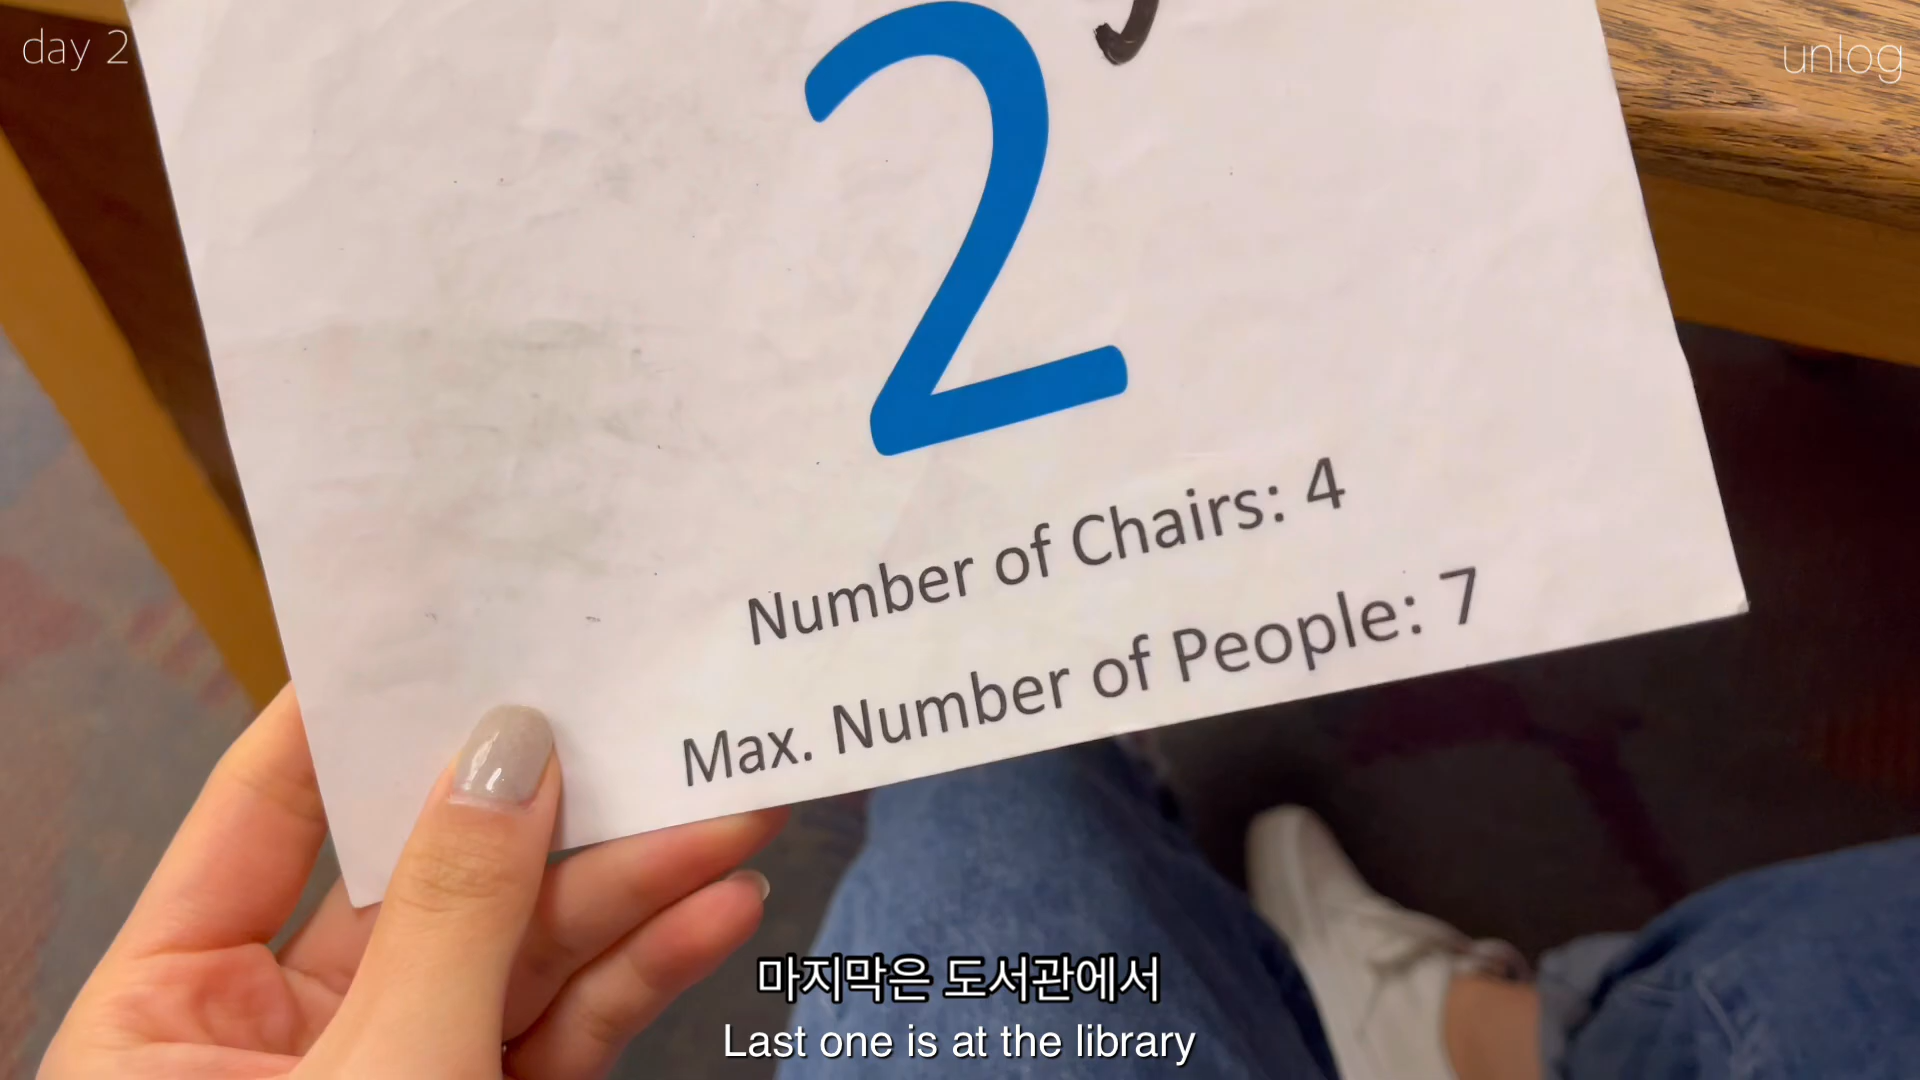 day 2
unlog
2
Number of Chairs: 4
Max. Number of People: 7
마지막은 도서관에서
Last one is at the library